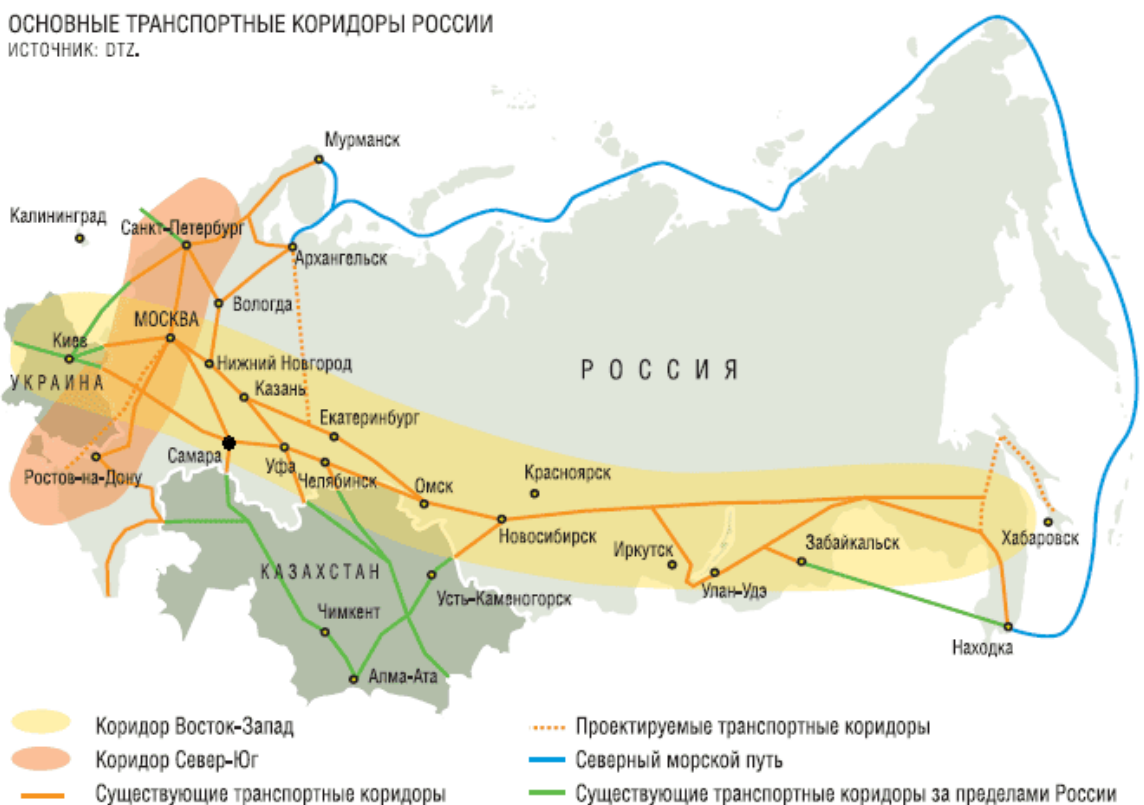 ОСНОВНЫЕ ТРАНСПОРТНЫЕ КОРИДОРЫ РОССИИ
ИСТОЧНИК: DTZ.
Мурманск
Калининград
Санкт-Петербург
Архангельск
Вологда
МОСКВА
Киев
Нижний Новгород
РОССИЯ
УКРАИНА
Казань
Екатеринбург
Самара
Уфа
Ростов-на-Дону
Челябинск
Омск
Красноярск
Новосибирск
Хабаровск
Забайкальск
Иркутск
КАЗАХСТАН
Улан-Удэ
Усть-Каменогорск
Чимкент
Находка
Алма-Ата
Коридор Восток-Запад
Коридор Север-Юг
Существующие транспортные коридоры
Проектируемые транспортные коридоры
Северный морской путь
Существующие транспортные коридоры за пределами России